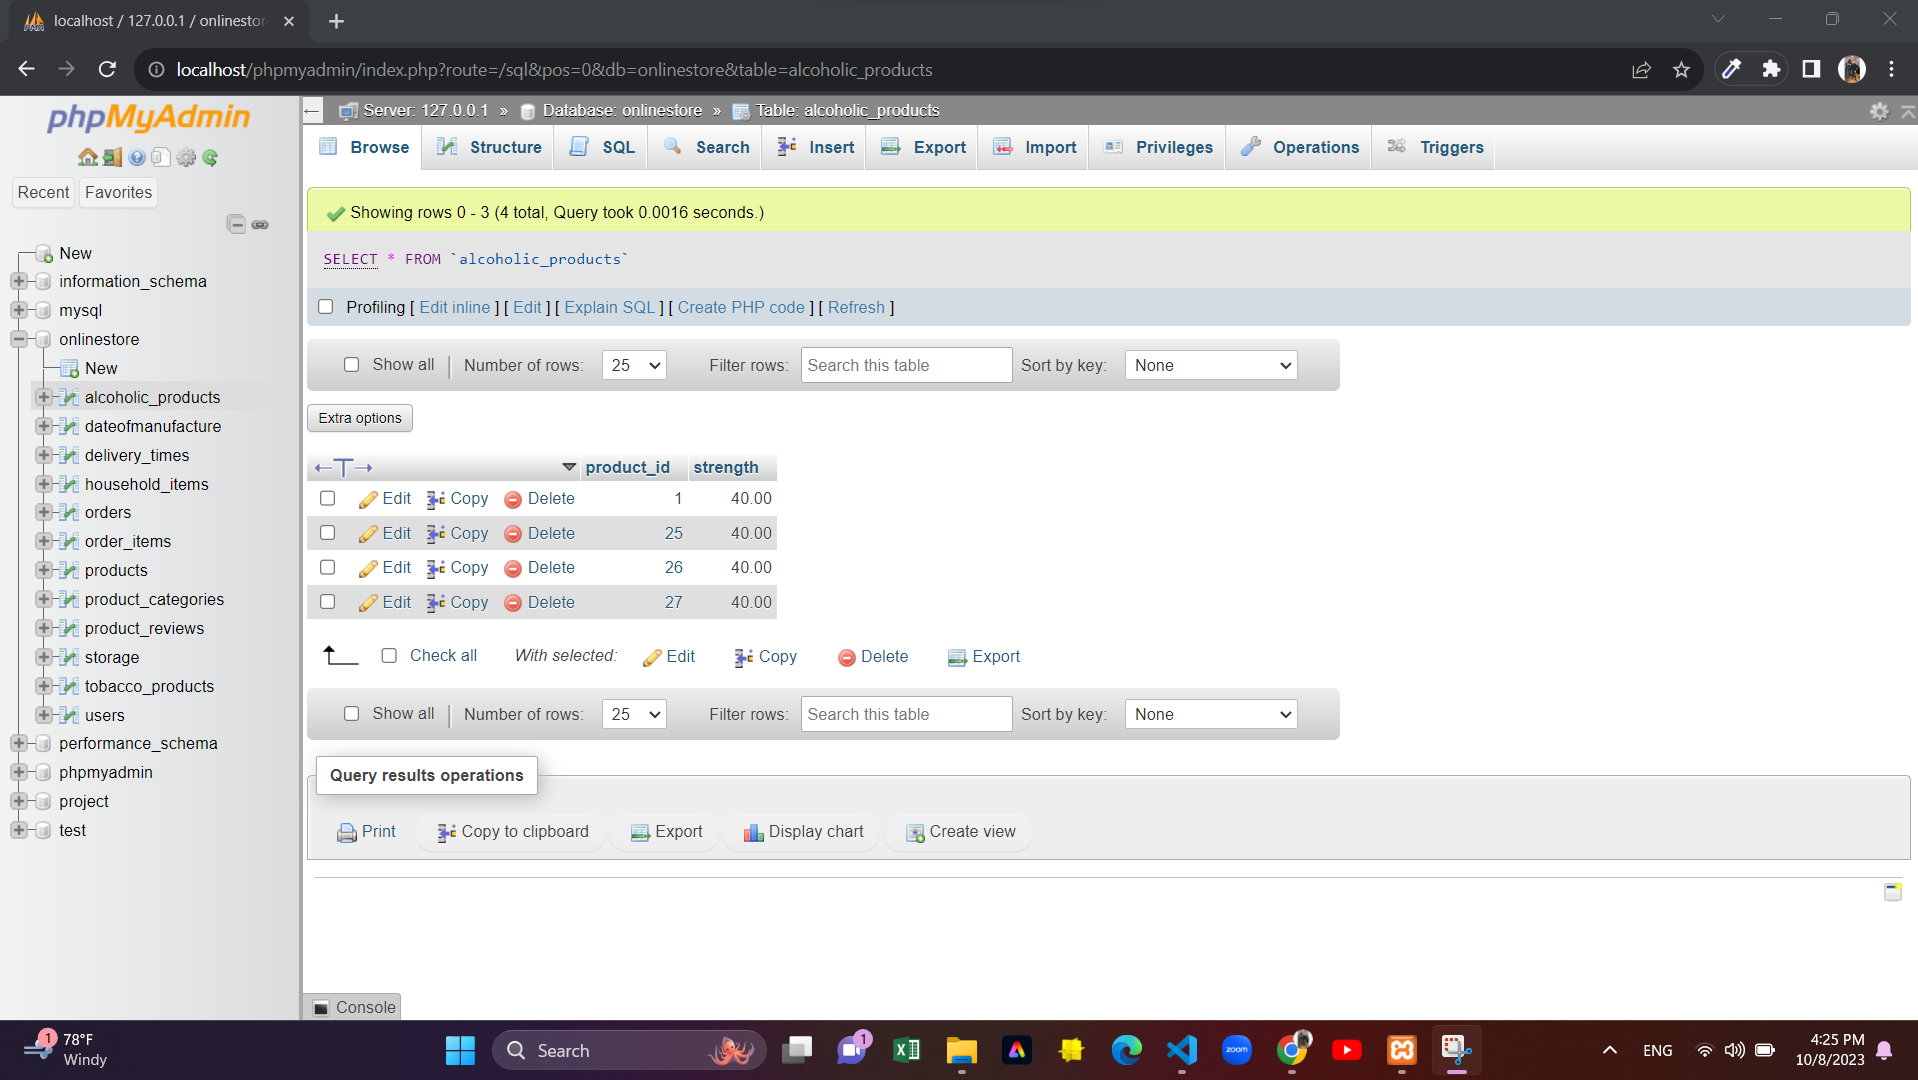 localhost / 127.0.0.1 / onlinestor
localhost/phpmyadmin/index.php?route=/sql&pos=0&db=onlinestore&table=alcoholic_products
phpMyAdmin
Recent Favorites
New
information_schema
mysql
onlinestore
New
alcoholic_products
dateofmanufacture
delivery_times
household_items
orders
order_items
products
product_categories
product_reviews
storage
tobacco_products
users
performance_schema
phpmyadmin
project
test
Server: 127.0.0.1 » Database: onlinestore » Table: alcoholic_products
Browse Structure SQL Search Insert Export Import Privileges Operations Triggers
Showing rows 0 - 3 (4 total, Query took 0.0016 seconds.)
SELECT * FROM `alcoholic_products`
Profiling [ Edit inline ] [ Edit ] [ Explain SQL ] [ Create PHP code ] [ Refresh ]
Show all Number of rows: 25 Filter rows: Search this table Sort by key: None
Extra options
product_id strength
Edit Copy Delete 1 40.00
Edit Copy Delete 25 40.00
Edit Copy Delete 26 40.00
Edit Copy Delete 27 40.00
Check all With selected: Edit Copy Delete Export
Show all Number of rows: 25 Filter rows: Search this table Sort by key: None
Query results operations
Print Copy to clipboard Export Display chart Create view
Console
1 78°F
Windy
Search
1
zoom
ENG
4:25 PM
10/8/2023